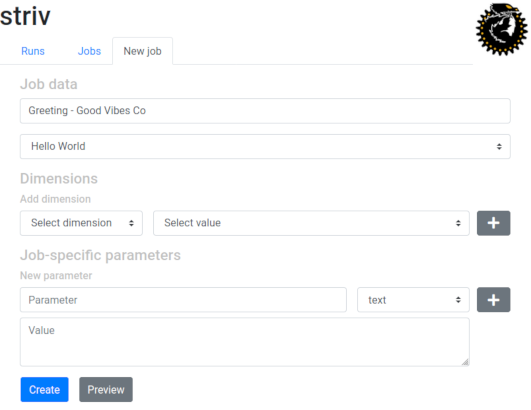 striv
Runs Jobs New job
Job data
Greeting - Good Vibes Co
Hello World
Dimensions
Add dimension
Select dimension Select value +
Job-specific parameters
New parameter
Parameter text +
Value
Create Preview